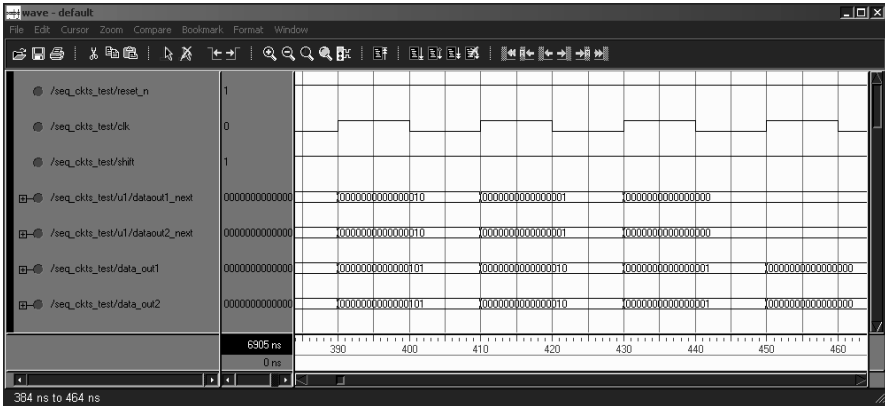 wave - default
File Edit Cursor Zoom Compare Bookmark Format Window
/seq_ckts_test/reset_n 1
/seq_ckts_test/clk 0
/seq_ckts_test/shift 1
/seq_ckts_test/u1/dataout1_next 0000000000000 0000000000000010 0000000000000001 0000000000000000
/seq_ckts_test/u1/dataout2_next 0000000000000 0000000000000010 0000000000000001 0000000000000000
/seq_ckts_test/data_out1 0000000000000 0000000000000101 0000000000000010 0000000000000001 0000000000000000
/seq_ckts_test/data_out2 0000000000000 0000000000000101 0000000000000010 0000000000000001 0000000000000000
6905 ns 390 400 410 420 430 440 450 460
0 ns
384 ns to 464 ns